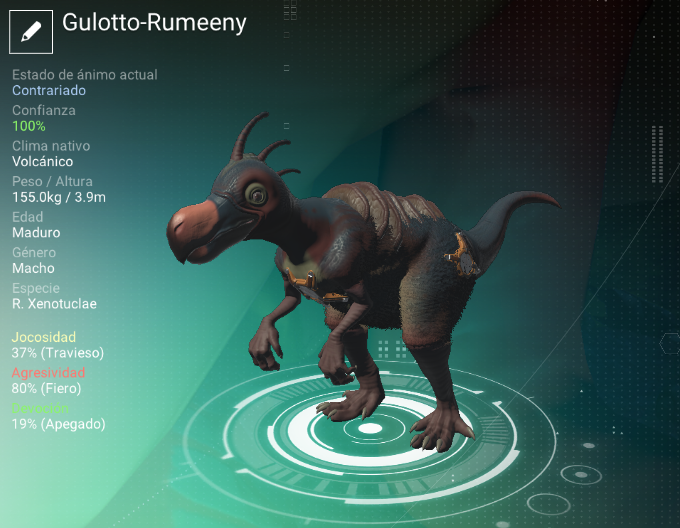 Gulotto-Rumeeny
Estado de ánimo actual
Contrariado
Confianza
100%
Clima nativo
Volcánico
Peso / Altura
155.0kg / 3.9m
Edad
Maduro
Género
Macho
Especie
R. Xenotuclae
Jocosidad
37% (Travieso)
Agresividad
80% (Fiero)
Devoción
19% (Apegado)